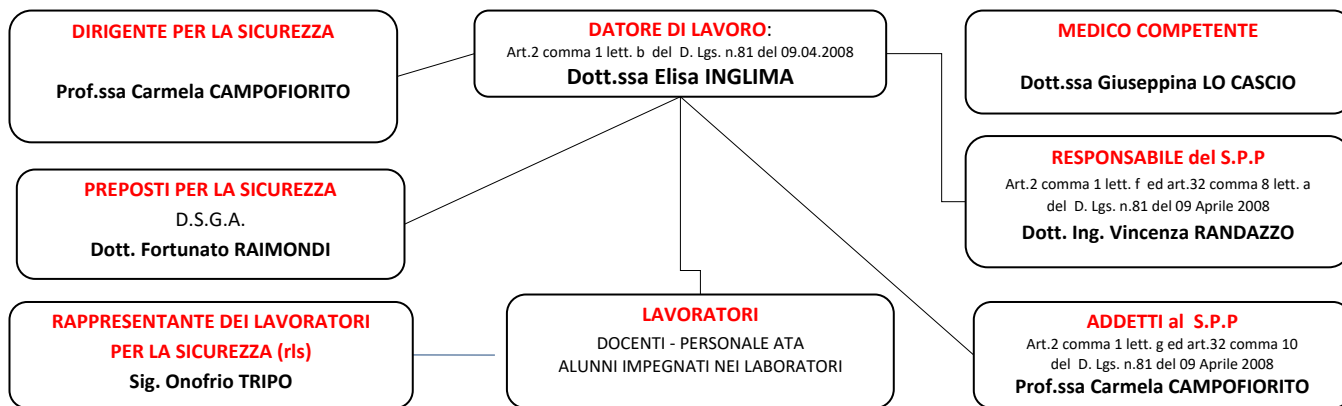 DIRIGENTE PER LA SICUREZZA
Prof.ssa Carmela CAMPOFIORITO
DATORE DI LAVORO:
Art.2 comma 1 lett. b del D. Lgs. n.81 del 09.04.2008
Dott.ssa Elisa INGLIMA
MEDICO COMPETENTE
Dott.ssa Giuseppina LO CASCIO
PREPOSTI PER LA SICUREZZA
D.S.G.A.
Dott. Fortunato RAIMONDI
RESPONSABILE del S.P.P
Art.2 comma 1 lett. f ed art.32 comma 8 lett. a
del D. Lgs. n.81 del 09 Aprile 2008
Dott. Ing. Vincenza RANDAZZO
RAPPRESENTANTE DEI LAVORATORI
PER LA SICUREZZA (rls)
Sig. Onofrio TRIPO
LAVORATORI
DOCENTI - PERSONALE ATA
ALUNNI IMPEGNATI NEI LABORATORI
ADDETTI al S.P.P
Art.2 comma 1 lett. g ed art.32 comma 10
del D. Lgs. n.81 del 09 Aprile 2008
Prof.ssa Carmela CAMPOFIORITO